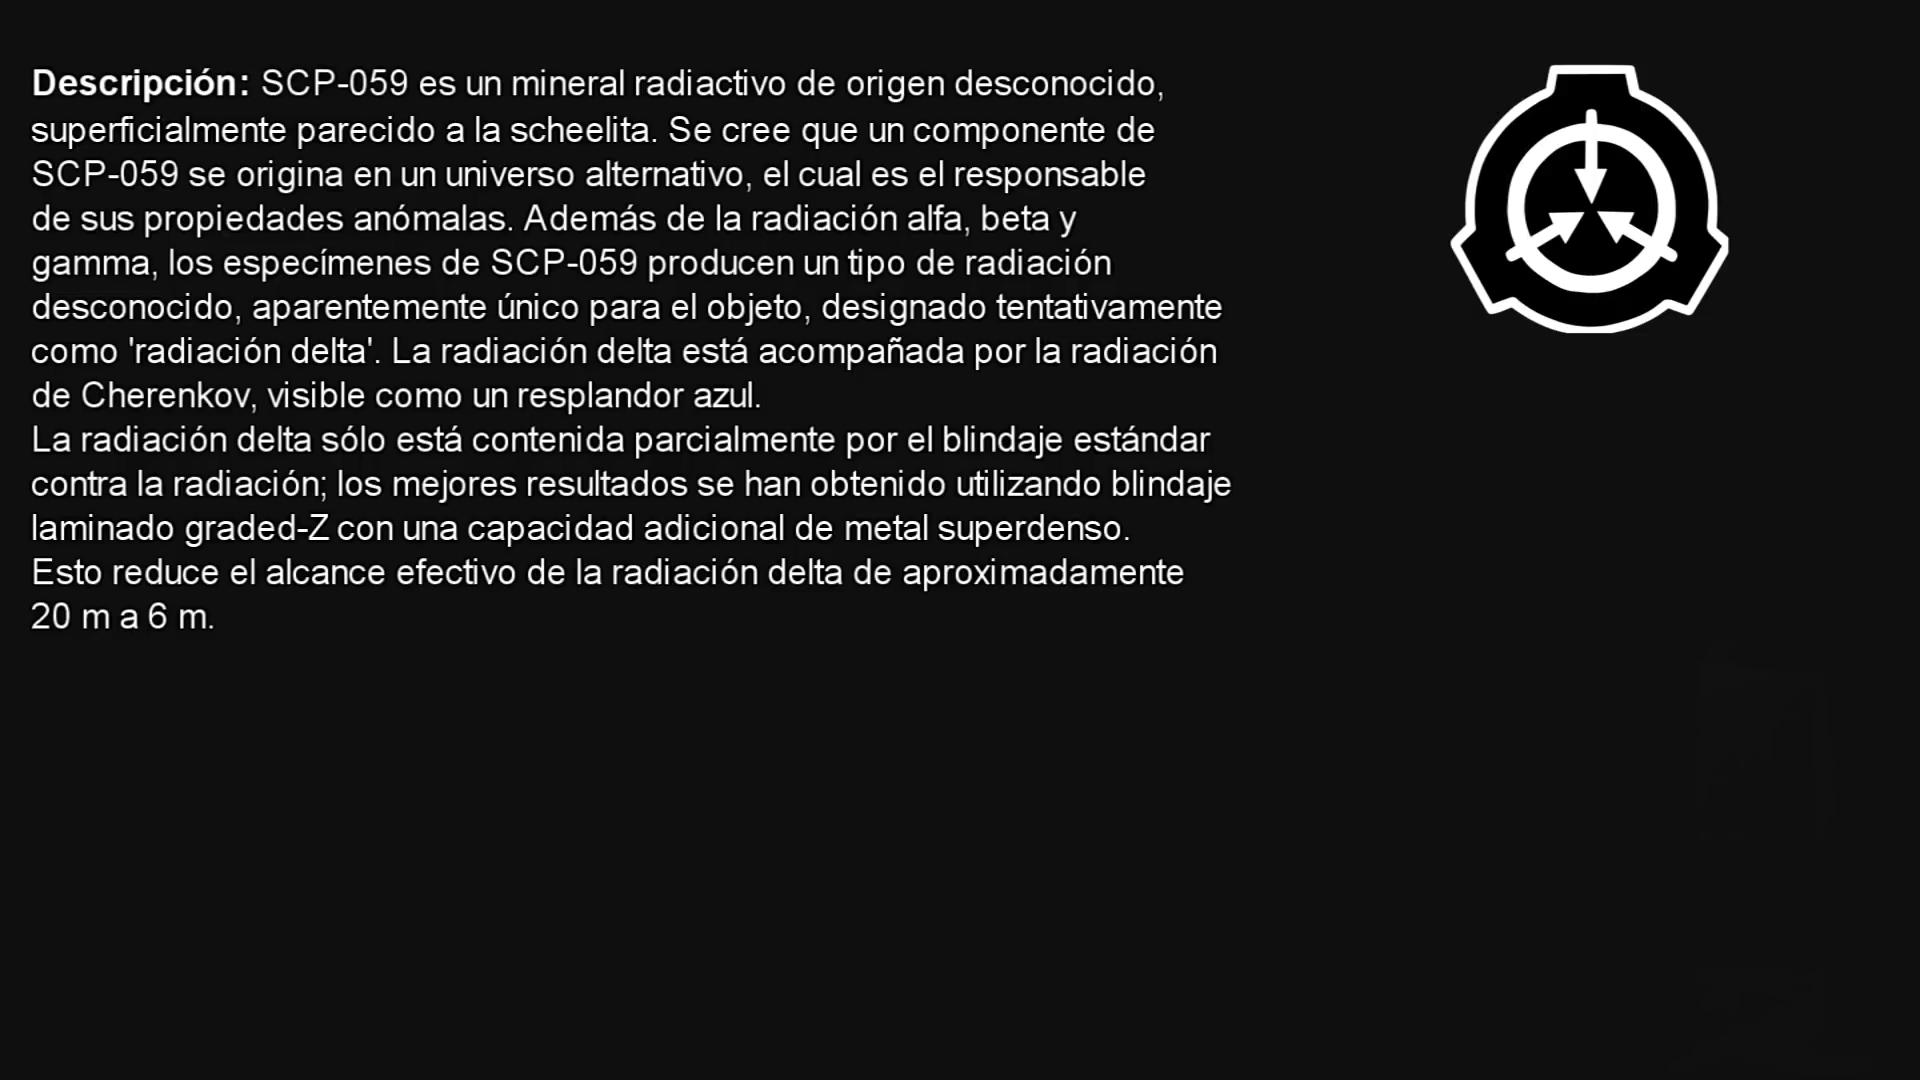 Descripción: SCP-059 es un mineral radiactivo de origen desconocido,
superficialmente parecido a la scheelita. Se cree que un componente de
SCP-059 se origina en un universo alternativo, el cual es el responsable
de sus propiedades anómalas. Además de la radiación alfa, beta y
gamma, los especímenes de SCP-059 producen un tipo de radiación
desconocido, aparentemente único para el objeto, designado tentativamente
como 'radiación delta'. La radiación delta está acompañada por la radiación
de Cherenkov, visible como un resplandor azul.
La radiación delta sólo está contenida parcialmente por el blindaje estándar
contra la radiación; los mejores resultados se han obtenido utilizando blindaje
laminado graded-Z con una capacidad adicional de metal superdenso.
Esto reduce el alcance efectivo de la radiación delta de aproximadamente
20 m a 6 m.